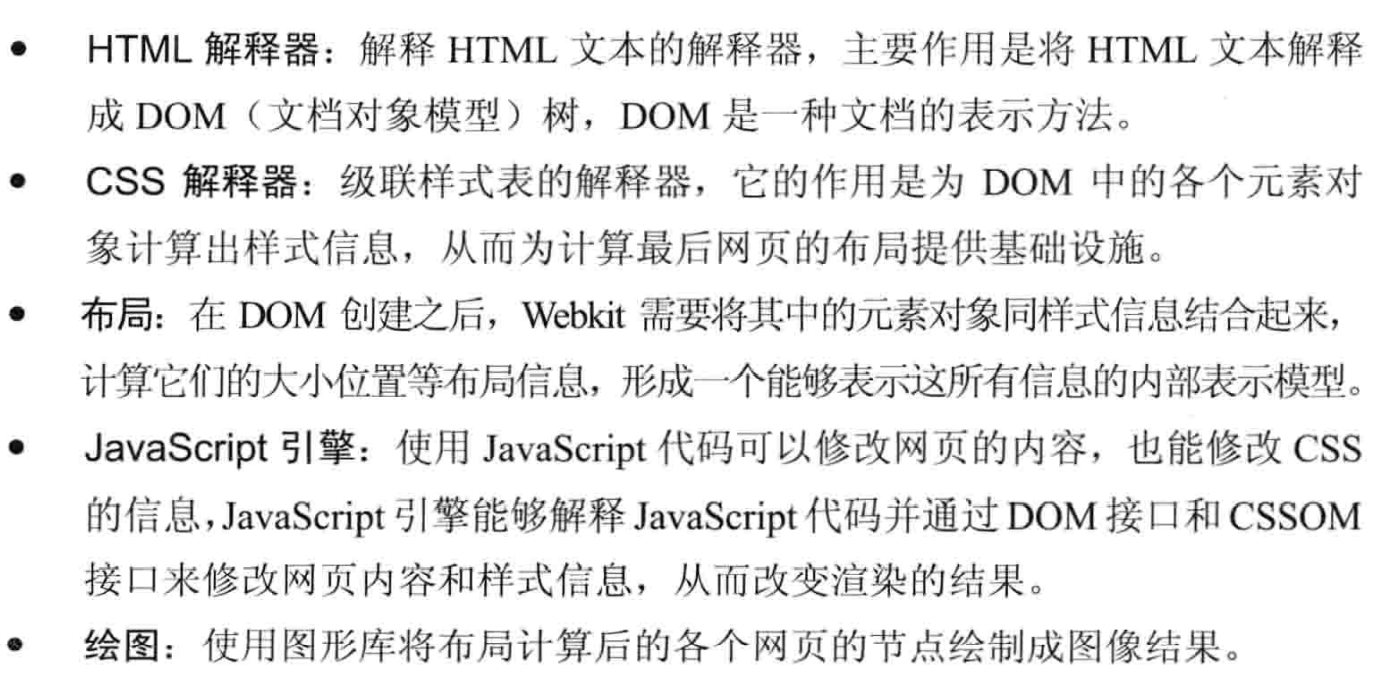 • HTML 解释器：解释 HTML 文本的解释器，主要作用是将 HTML 文本解释
成 DOM（文档对象模型）树，DOM 是一种文档的表示方法。
• CSS 解释器：级联样式表的解释器，它的作用是为 DOM 中的各个元素对
象计算出样式信息，从而为计算最后网页的布局提供基础设施。
• 布局：在 DOM 创建之后，Webkit 需要将其中的元素对象同样式信息结合起来，
计算它们的大小位置等布局信息，形成一个能够表示这所有信息的内部表示模型。
• JavaScript 引擎：使用 JavaScript 代码可以修改网页的内容，也能修改 CSS
的信息，JavaScript 引擎能够解释 JavaScript 代码并通过 DOM 接口和 CSSOM
接口来修改网页内容和样式信息，从而改变渲染的结果。
• 绘图：使用图形库将布局计算后的各个网页的节点绘制成图像结果。